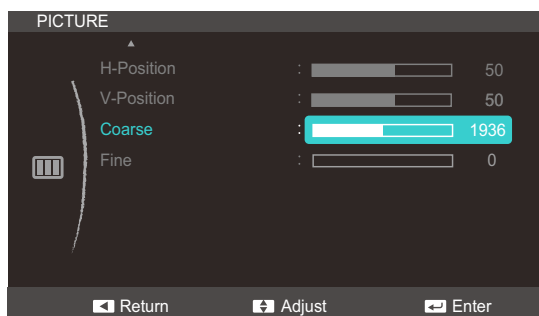 PICTURE
H-Position : 50
V-Position : 50
Coarse : 1936
Fine : 0
Return Adjust Enter